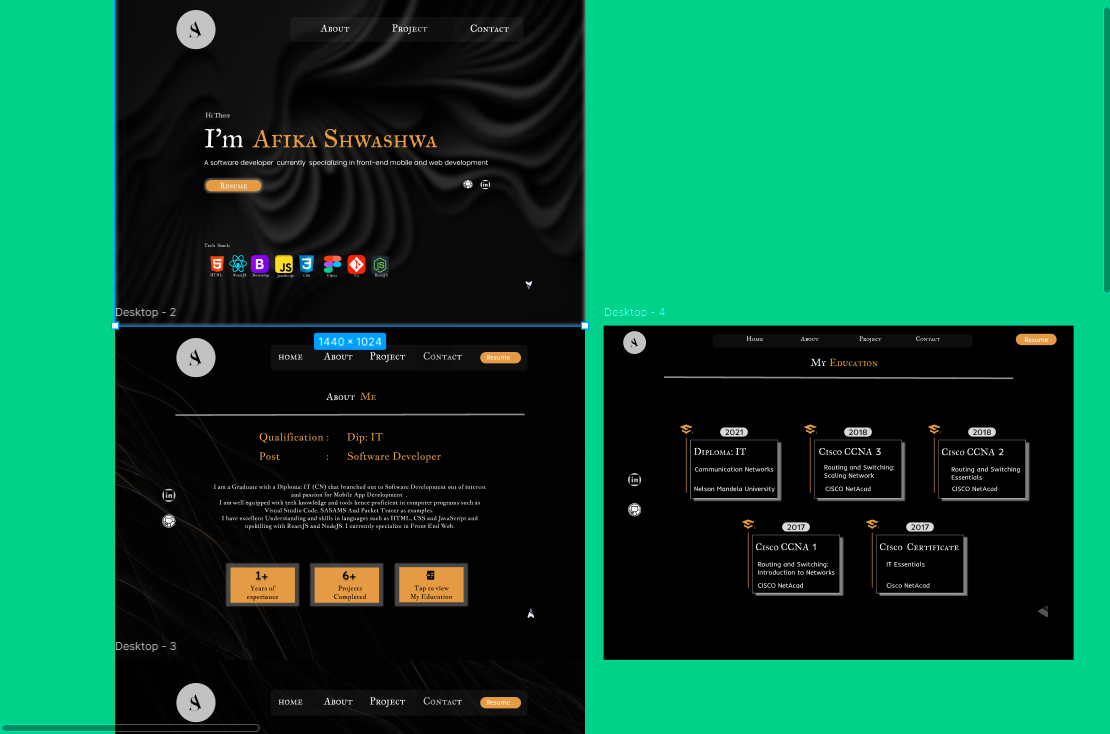 S
About
Project
Contact
Hi There
I'm Afika Shwashwa
A software developer currently specializing in front-end mobile and web development
Resume
in
Tech Stack
HTML
ReactJS
Bootstrap
JavaScript
CSS
Figma
Git
NodeJS
Desktop - 2
1440 × 1024
S
HOME
About
Project
Contact
Resume
About Me
Qualification : Dip: IT
Post : Software Developer
I am a Graduate with a Diploma: IT (CN) that branched out to Software Development out of Interest
and passion for Mobile App Development .
I am well equipped with tech knowledge and tools hence proficient in computer programs such as
Visual Studio Code, SASAMS And Packet Tracer as examples.
I have excellent Understanding and skills in languages such as HTML, CSS and JavaScript and
upskilling with ReactJS and NodeJS. I currently specialize in Front End Web.
in
1+
Years of
experiance
6+
Projects
Completed
Tap to view
My Education
Desktop - 3
S
HOME
About
Project
Contact
Resume
Desktop - 4
S
Home
About
Project
Contact
Resume
My Education
in
2021
Diploma: IT
Communication Networks
Nelson Mandela University
2018
Cisco CCNA 3
Routing and Switching:
Scaling Network
CISCO NetAcad
2018
Cisco CCNA 2
Routing and Switching
Essentials
CISCO NetAcad
2017
Cisco CCNA 1
Routing and Switching:
Introduction to Networks
CISCO NetAcad
2017
Cisco Certificate
IT Essentials
Cisco NetAcad